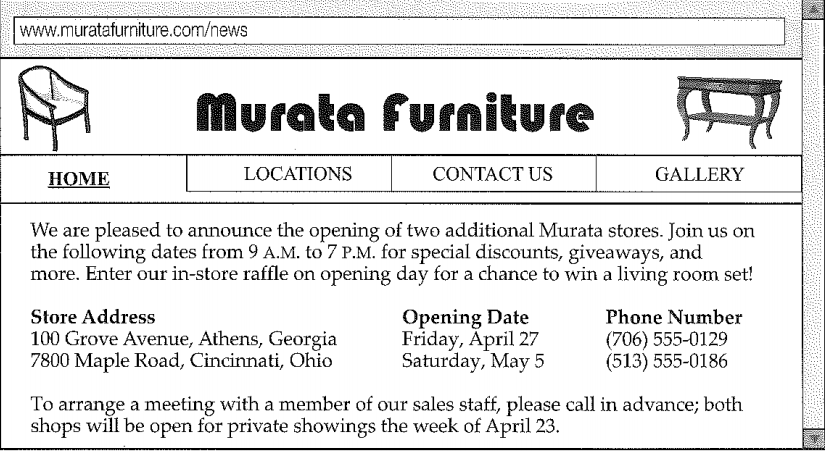 www.muratafurniture.com/news
Murata Furniture
HOME LOCATIONS CONTACT US GALLERY
We are pleased to announce the opening of two additional Murata stores. Join us on
the following dates from 9 A.M. to 7 P.M. for special discounts, giveaways, and
more. Enter our in-store raffle on opening day for a chance to win a living room set!
Store Address Opening Date Phone Number
100 Grove Avenue, Athens, Georgia Friday, April 27 (706) 555-0129
7800 Maple Road, Cincinnati, Ohio Saturday, May 5 (513) 555-0186
To arrange a meeting with a member of our sales staff, please call in advance; both
shops will be open for private showings the week of April 23.